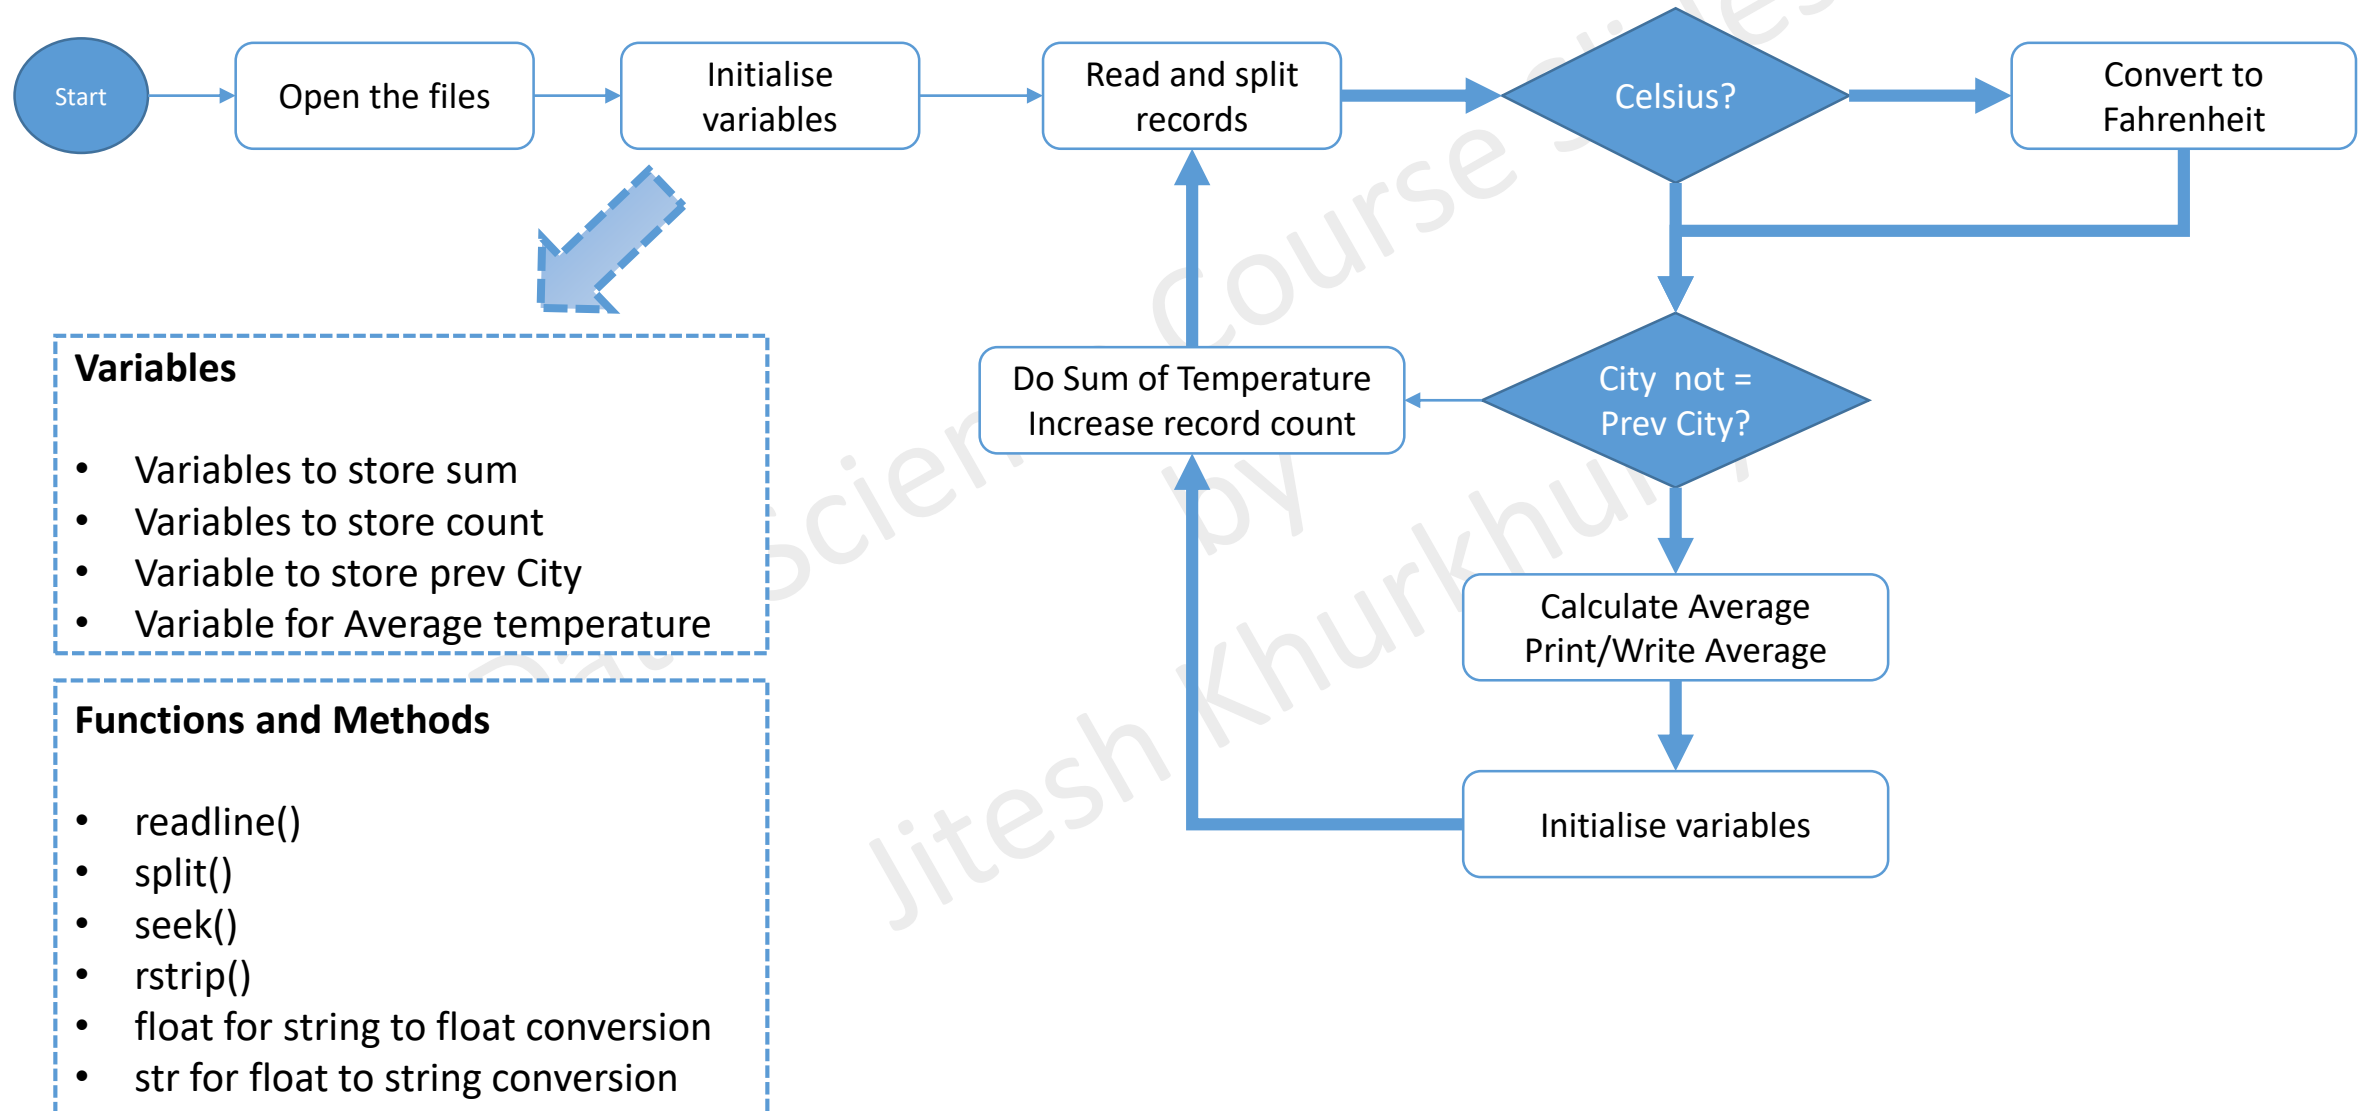 Start
Open the files
Initialise
variables
Read and split
records
Celsius?
Convert to
Fahrenheit
Variables
• Variables to store sum
• Variables to store count
• Variable to store prev City
• Variable for Average temperature
Functions and Methods
• readline()
• split()
• seek()
• rstrip()
• float for string to float conversion
• str for float to string conversion
Do Sum of Temperature
Increase record count
City not =
Prev City?
Calculate Average
Print/Write Average
Initialise variables
Course
by
Jitesh